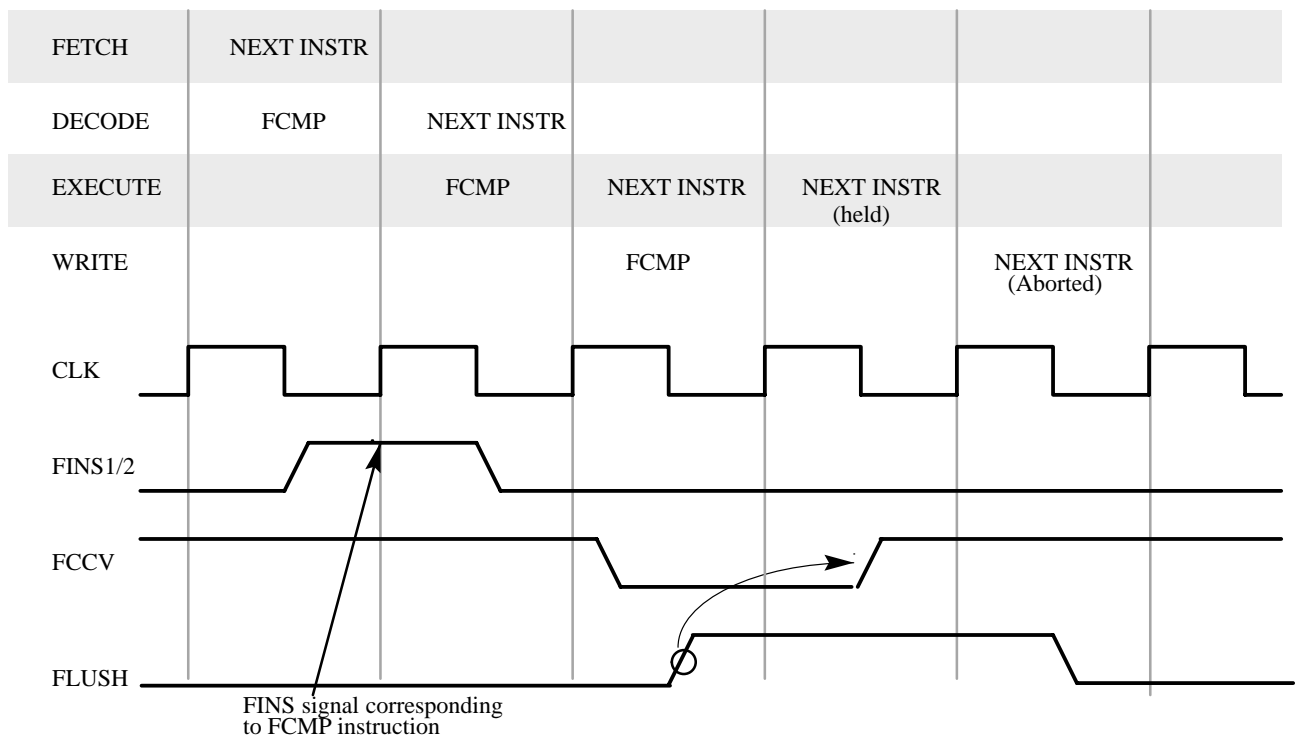 FETCH NEXT INSTR
DECODE FCMP NEXT INSTR
EXECUTE FCMP NEXT INSTR NEXT INSTR
(held)
WRITE FCMP NEXT INSTR
(Aborted)
CLK
FINS1/2
FCCV
FLUSH
FINS signal corresponding
to FCMP instruction